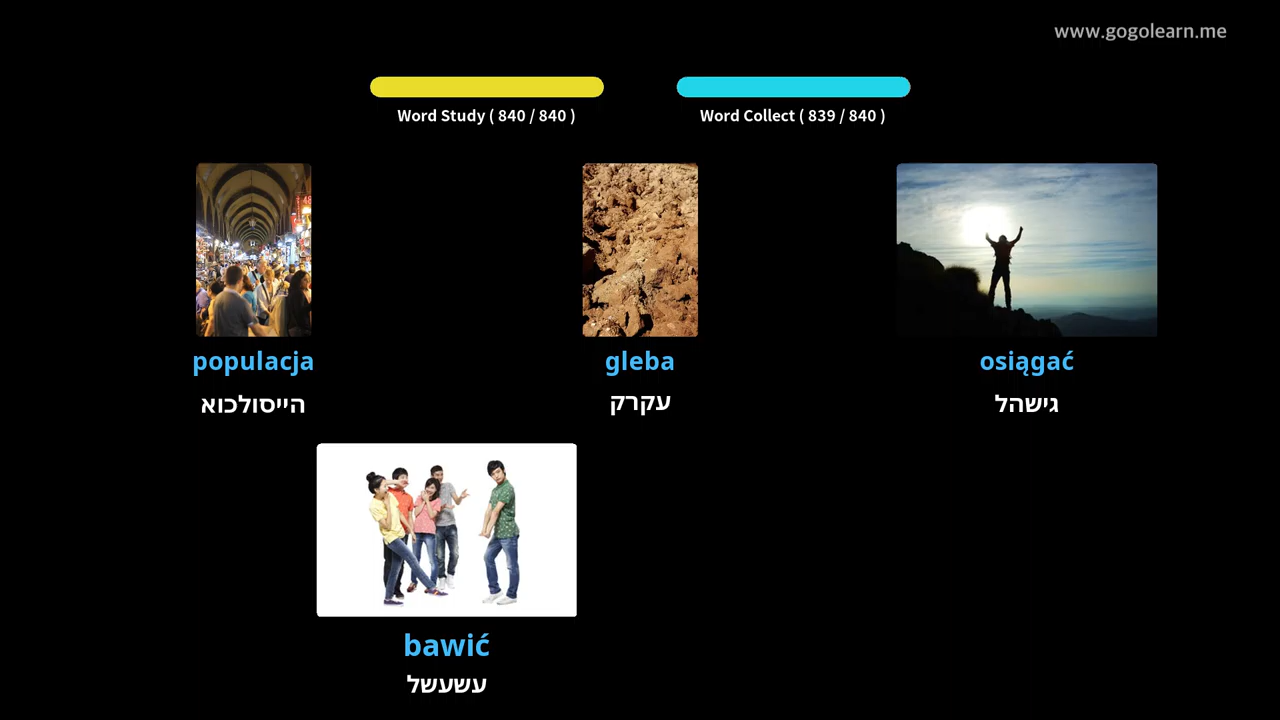 www.gogolearn.me
Word Study ( 840 / 840 )
Word Collect ( 839 / 840 )
populacja
הייסולכוא
gleba
עקרק
osiągać
גישהל
bawić
עשעשל